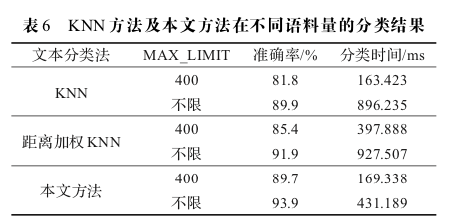 表6 KNN方法及本文方法在不同语料量的分类结果
文本分类法 MAX_LIMIT 准确率/% 分类时间/ms
KNN 400 81.8 163.423
不限 89.9 896.235
距离加权KNN 400 85.4 397.888
不限 91.9 927.507
本文方法 400 89.7 169.338
不限 93.9 431.189